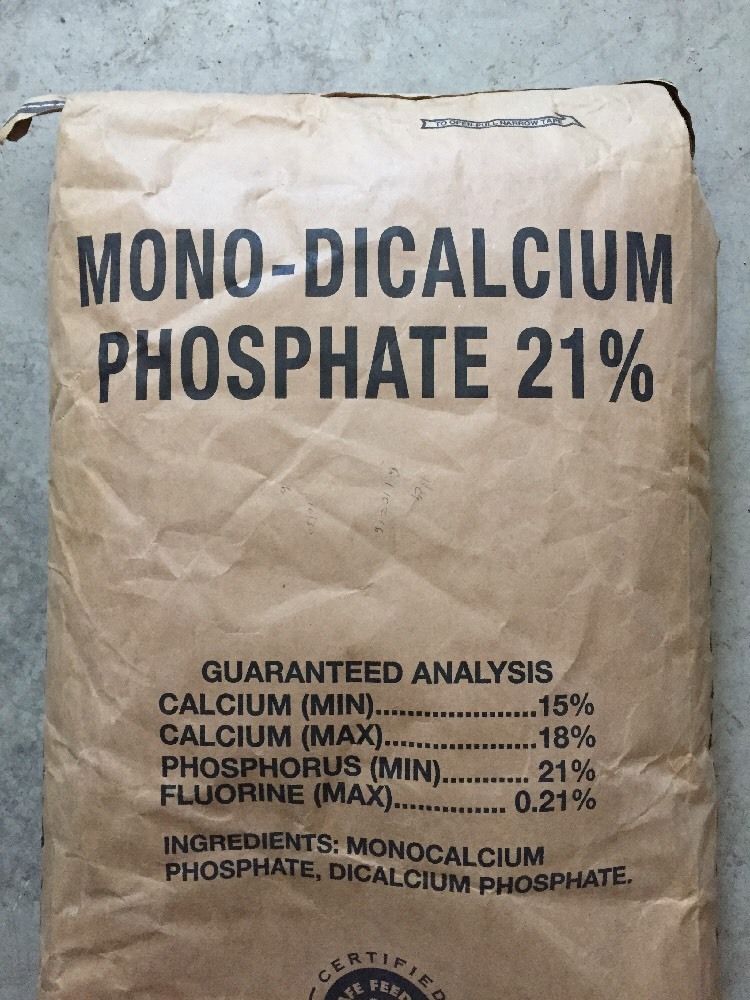 TO OPEN PULL NARROW TAPE
MONO-DICALCIUM
PHOSPHATE 21%
GUARANTEED ANALYSIS
CALCIUM (MIN)....................15%
CALCIUM (MAX)...................18%
PHOSPHORUS (MIN)........... 21%
FLUORINE (MAX).............. 0.21%
INGREDIENTS: MONOCALCIUM
PHOSPHATE, DICALCIUM PHOSPHATE.
CERTIFIED
FEED